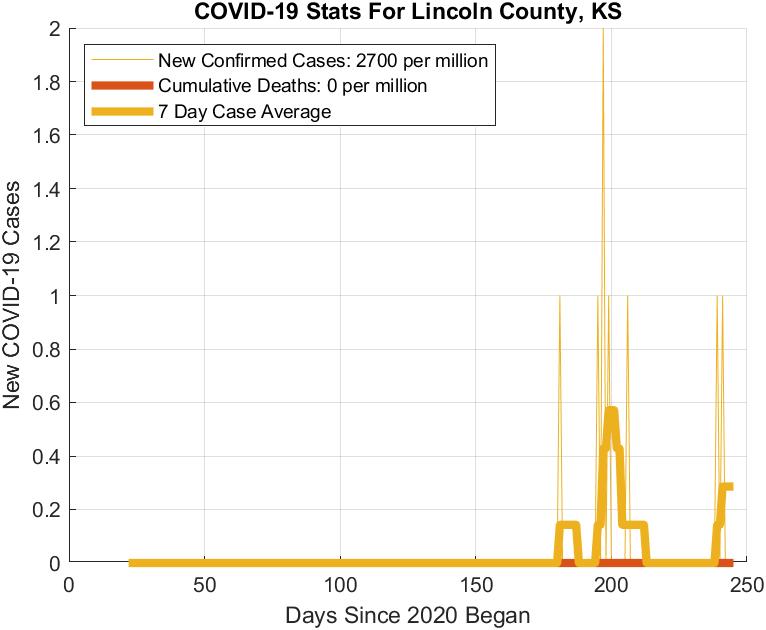 COVID-19 Stats For Lincoln County, KS
New Confirmed Cases: 2700 per million
Cumulative Deaths: 0 per million
7 Day Case Average
New COVID-19 Cases
2
1.8
1.6
1.4
1.2
1
0.8
0.6
0.4
0.2
0
0 50 100 150 200 250
Days Since 2020 Began